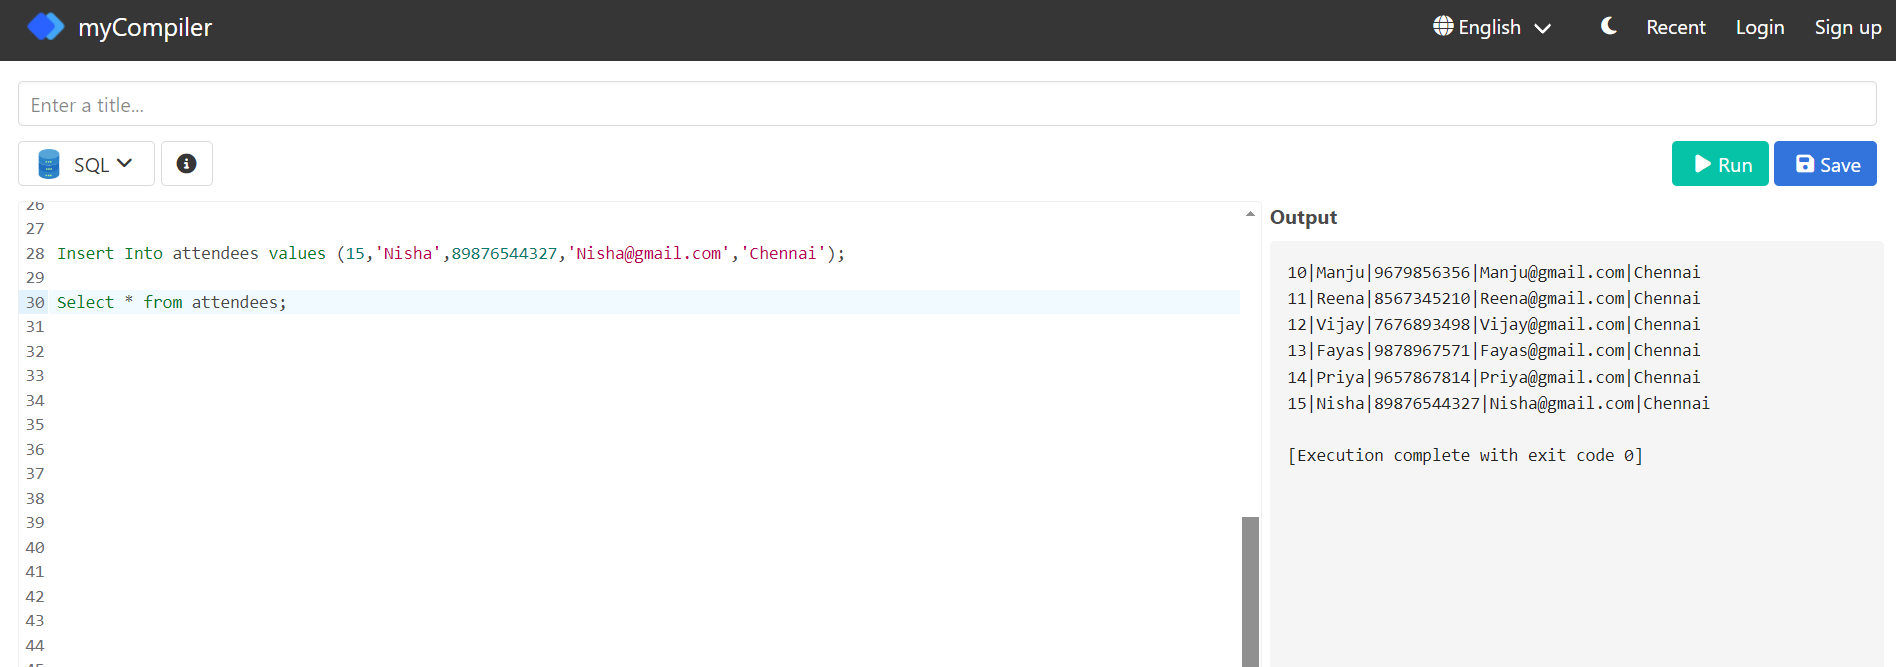 myCompiler
English
Recent
Login
Sign up
Enter a title...
SQL
Run
Save
26
27
28 Insert Into attendees values (15,'Nisha',89876544327,'Nisha@gmail.com','Chennai');
29
30 Select * from attendees;
31
32
33
34
35
36
37
38
39
40
41
42
43
44
45
Output
10|Manju|9679856356|Manju@gmail.com|Chennai
11|Reena|8567345210|Reena@gmail.com|Chennai
12|Vijay|7676893498|Vijay@gmail.com|Chennai
13|Fayas|9878967571|Fayas@gmail.com|Chennai
14|Priya|9657867814|Priya@gmail.com|Chennai
15|Nisha|89876544327|Nisha@gmail.com|Chennai
[Execution complete with exit code 0]